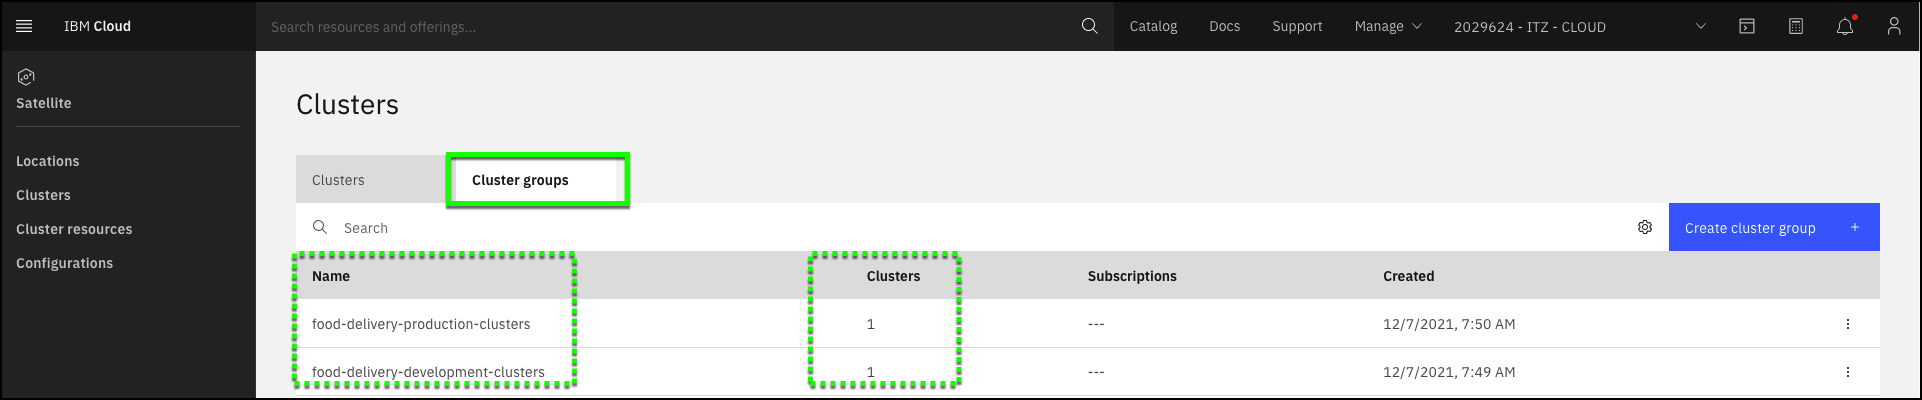 IBM Cloud
Search resources and offerings...
Catalog
Docs
Support
Manage
2029624 - ITZ - CLOUD
Satellite
Locations
Clusters
Cluster resources
Configurations
Clusters
Clusters
Cluster groups
Search
Create cluster group +
Name Clusters Subscriptions Created
food-delivery-production-clusters 1 --- 12/7/2021, 7:50 AM
food-delivery-development-clusters 1 --- 12/7/2021, 7:49 AM